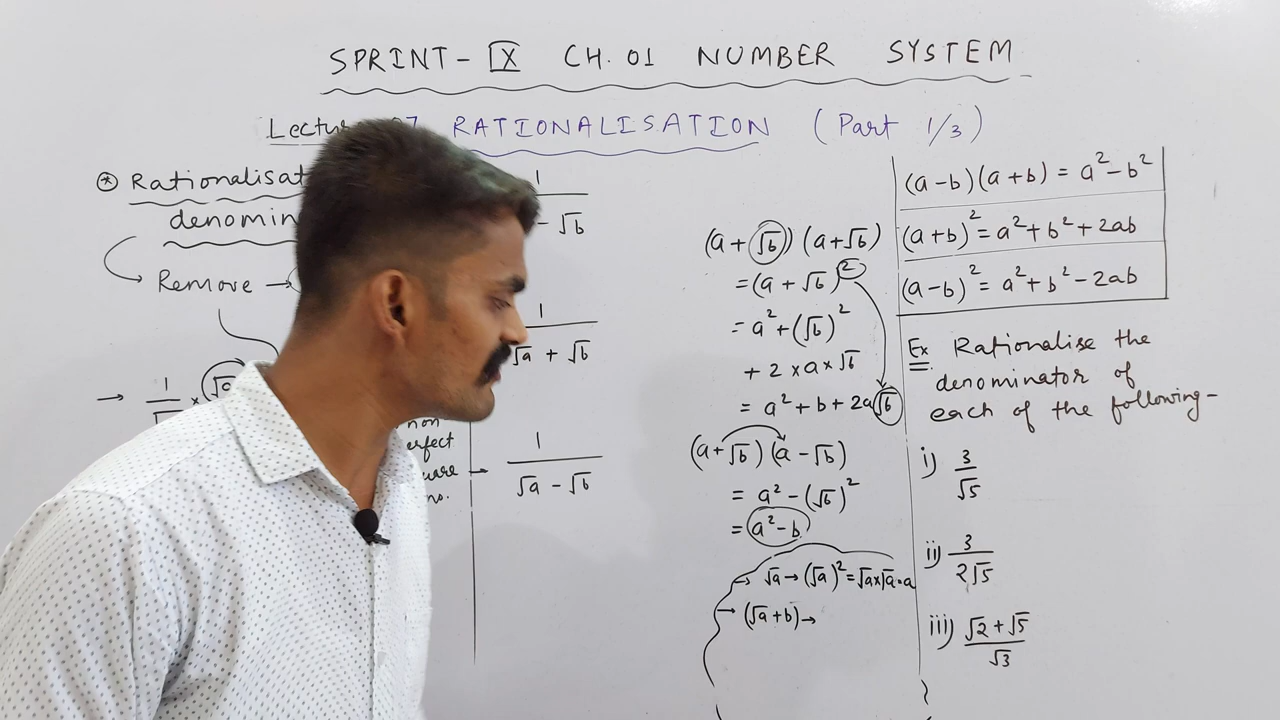 SPRINT - IX CH. 01 NUMBER SYSTEM
RATIONALISATION (Part 1/3)
denomin
Remove →
→ 1/√ × √a
non
erfect
uare
no.
1/ - √b
1/√a + √b
→ 1/√a - √b
(a + √b) (a + √b)
= (a + √b)²
= a² + (√b)²
+ 2 × a × √b
= a² + b + 2a√b
(a + √b) (a - √b)
= a² - (√b)²
= a² - b
→ √a → (√a)² = √a × √a = a
→ (√a + b) →
(a - b) (a + b) = a² - b²
(a + b)² = a² + b² + 2ab
(a - b)² = a² + b² - 2ab
Ex Rationalise the
denominator of
each of the following -
i) 3/√5
ii) 3/2√5
iii) √2 + √5/√3